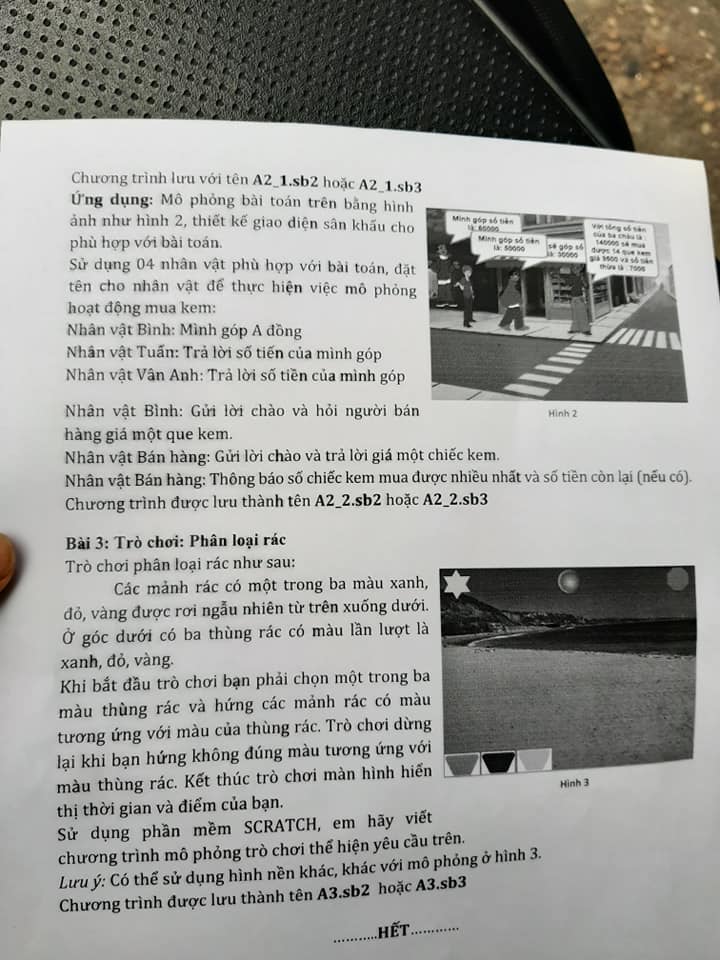 Chương trình lưu với tên A2_1.sb2 hoặc A2_1.sb3
Ứng dụng: Mô phỏng bài toán trên bằng hình
ảnh như hình 2, thiết kế giao diện sân khấu cho
phù hợp với bài toán.
Sử dụng 04 nhân vật phù hợp với bài toán, đặt
tên cho nhân vật để thực hiện việc mô phỏng
hoạt động mua kem:
Nhân vật Bình: Mình góp A đồng
Nhân vật Tuấn: Trả lời số tiến của mình góp
Nhân vật Vân Anh: Trả lời số tiền của mình góp
Mình góp số tiền
là: 60000
Mình góp số tiền
là: 50000
sẽ góp số
là: 30000
Với tổng số tiền
của ba cháu là :
140000 sẽ mua
được 14 que kem
giá 9500 và số tiền
thừa là : 7000
Hình 2
Nhân vật Bình: Gửi lời chào và hỏi người bán
hàng giá một que kem.
Nhân vật Bán hàng: Gửi lời chào và trả lời giá một chiếc kem.
Nhân vật Bán hàng: Thông báo số chiếc kem mua được nhiều nhất và số tiền còn lại (nếu có).
Chương trình được lưu thành tên A2_2.sb2 hoặc A2_2.sb3
Bài 3: Trò chơi: Phân loại rác
Trò chơi phân loại rác như sau:
Các mảnh rác có một trong ba màu xanh,
đỏ, vàng được rơi ngẫu nhiên từ trên xuống dưới.
Ở góc dưới có ba thùng rác có màu lần lượt là
xanh, đỏ, vàng.
Khi bắt đầu trò chơi bạn phải chọn một trong ba
màu thùng rác và hứng các mảnh rác có màu
tương ứng với màu của thùng rác. Trò chơi dừng
lại khi bạn hứng không đúng màu tương ứng với
màu thùng rác. Kết thúc trò chơi màn hình hiển
thị thời gian và điểm của bạn.
Hình 3
Sử dụng phần mềm SCRATCH, em hãy viết
chương trình mô phỏng trò chơi thể hiện yêu cầu trên.
Lưu ý: Có thể sử dụng hình nền khác, khác với mô phỏng ở hình 3.
Chương trình được lưu thành tên A3.sb2 hoặc A3.sb3
...........HẾT............